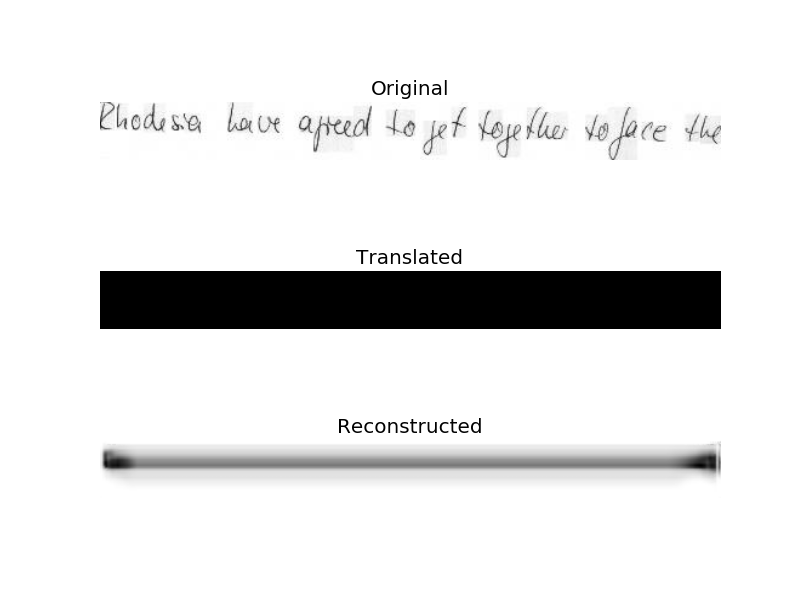 Original
Rhodesia have agreed to get together to face the
Translated
Reconstructed